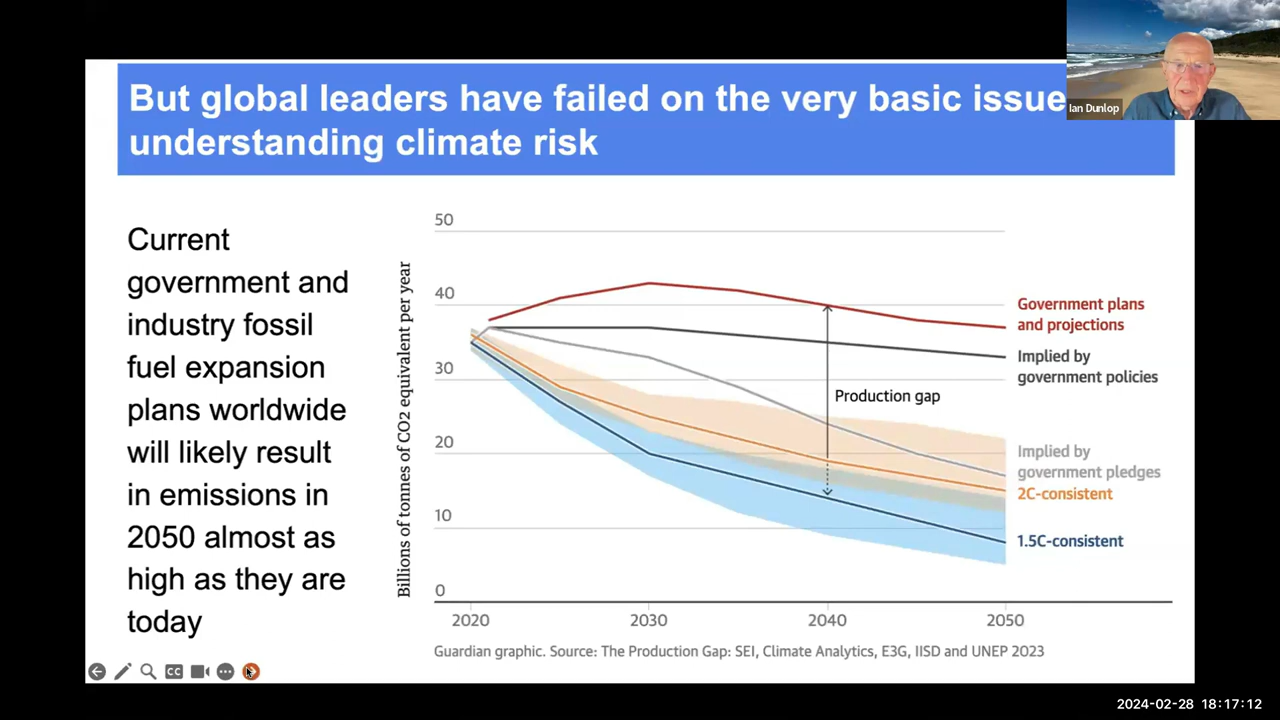 But global leaders have failed on the very basic issue
understanding climate risk
Ian Dunlop
Current
government and
industry fossil
fuel expansion
plans worldwide
will likely result
in emissions in
2050 almost as
high as they are
today
Billions of tonnes of CO2 equivalent per year
50
40
30
20
10
0
2020
2030
2040
2050
Government plans
and projections
Implied by
government policies
Production gap
Implied by
government pledges
2C-consistent
1.5C-consistent
Guardian graphic. Source: The Production Gap: SEI, Climate Analytics, E3G, IISD and UNEP 2023
CC
2024-02-28 18:17:12